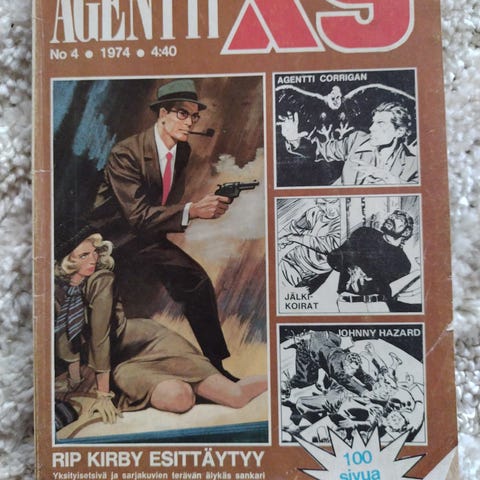 AGENTTI X9
No 4 • 1974 • 4:40
AGENTTI CORRIGAN
JÄLKI-
KOIRAT
JOHNNY HAZARD
RIP KIRBY ESITTÄYTYY
Yksityisetsivä ja sarjakuvien terävän älykäs sankari
100
sivua